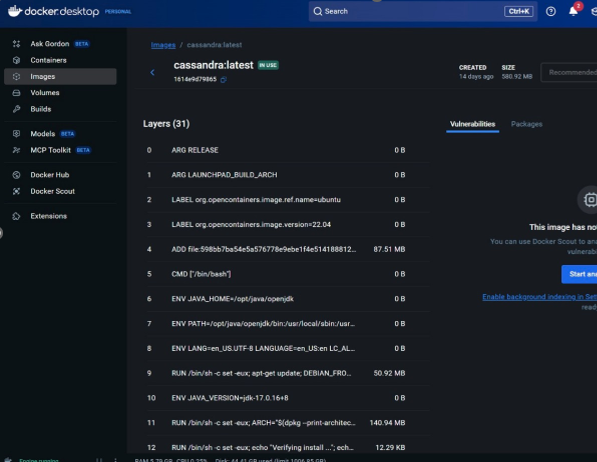 docker.desktop PERSONAL
Search Ctrl+K
2
Ask Gordon BETA
Containers
Images
Volumes
Builds
Models BETA
MCP Toolkit BETA
Docker Hub
Docker Scout
Extensions
Images / cassandra:latest
cassandra:latest IN USE
1614e9d79865
CREATED
14 days ago
SIZE
580.92 MB
Recommended
Layers (31)
0 ARG RELEASE 0 B
1 ARG LAUNCHPAD_BUILD_ARCH 0 B
2 LABEL org.opencontainers.image.ref.name=ubuntu 0 B
3 LABEL org.opencontainers.image.version=22.04 0 B
4 ADD file:598bb7ba54e5a576778e9ebe1f4e514188812... 87.51 MB
5 CMD ["/bin/bash"] 0 B
6 ENV JAVA_HOME=/opt/java/openjdk 0 B
7 ENV PATH=/opt/java/openjdk/bin:/usr/local/sbin:/usr... 0 B
8 ENV LANG=en_US.UTF-8 LANGUAGE=en_US:en LC_AL... 0 B
9 RUN /bin/sh -c set -eux; apt-get update; DEBIAN_FRO... 50.92 MB
10 ENV JAVA_VERSION=jdk-17.0.16+8 0 B
11 RUN /bin/sh -c set -eux; ARCH="$(dpkg --print-architec... 140.94 MB
12 RUN /bin/sh -c set -eux; echo "Verifying install ..."; ech... 12.29 KB
Vulnerabilities Packages
This image has no
You can use Docker Scout to an
vulnerab
Start an
Enable background indexing in Set
read
Engine running
RAM 5.79 GB CPU 0.22% Disk: 44.41 GB used (limit 1006.85 GB)